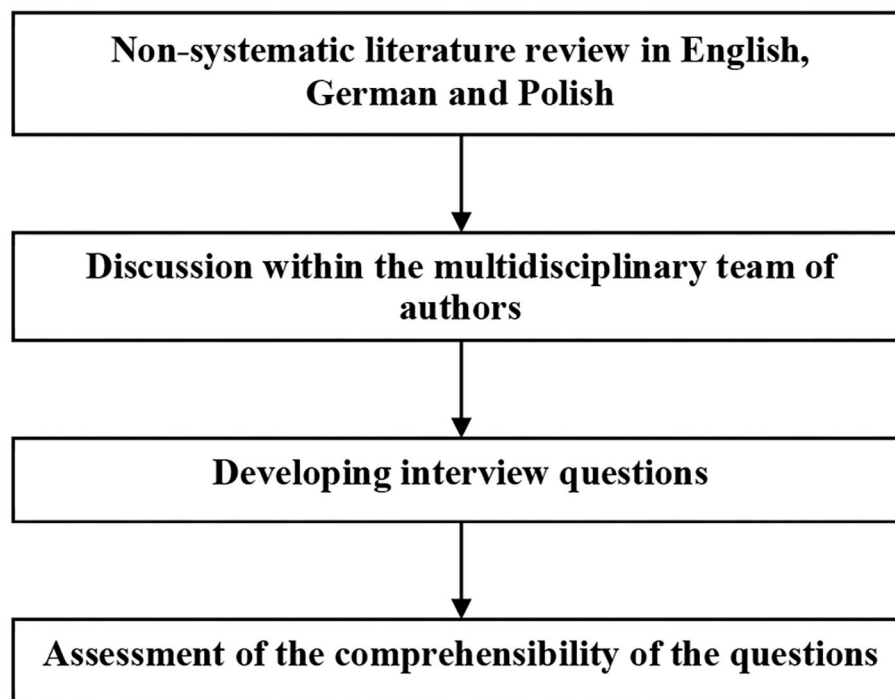 Non-systematic literature review in English,
German and Polish
Discussion within the multidisciplinary team of
authors
Developing interview questions
Assessment of the comprehensibility of the questions